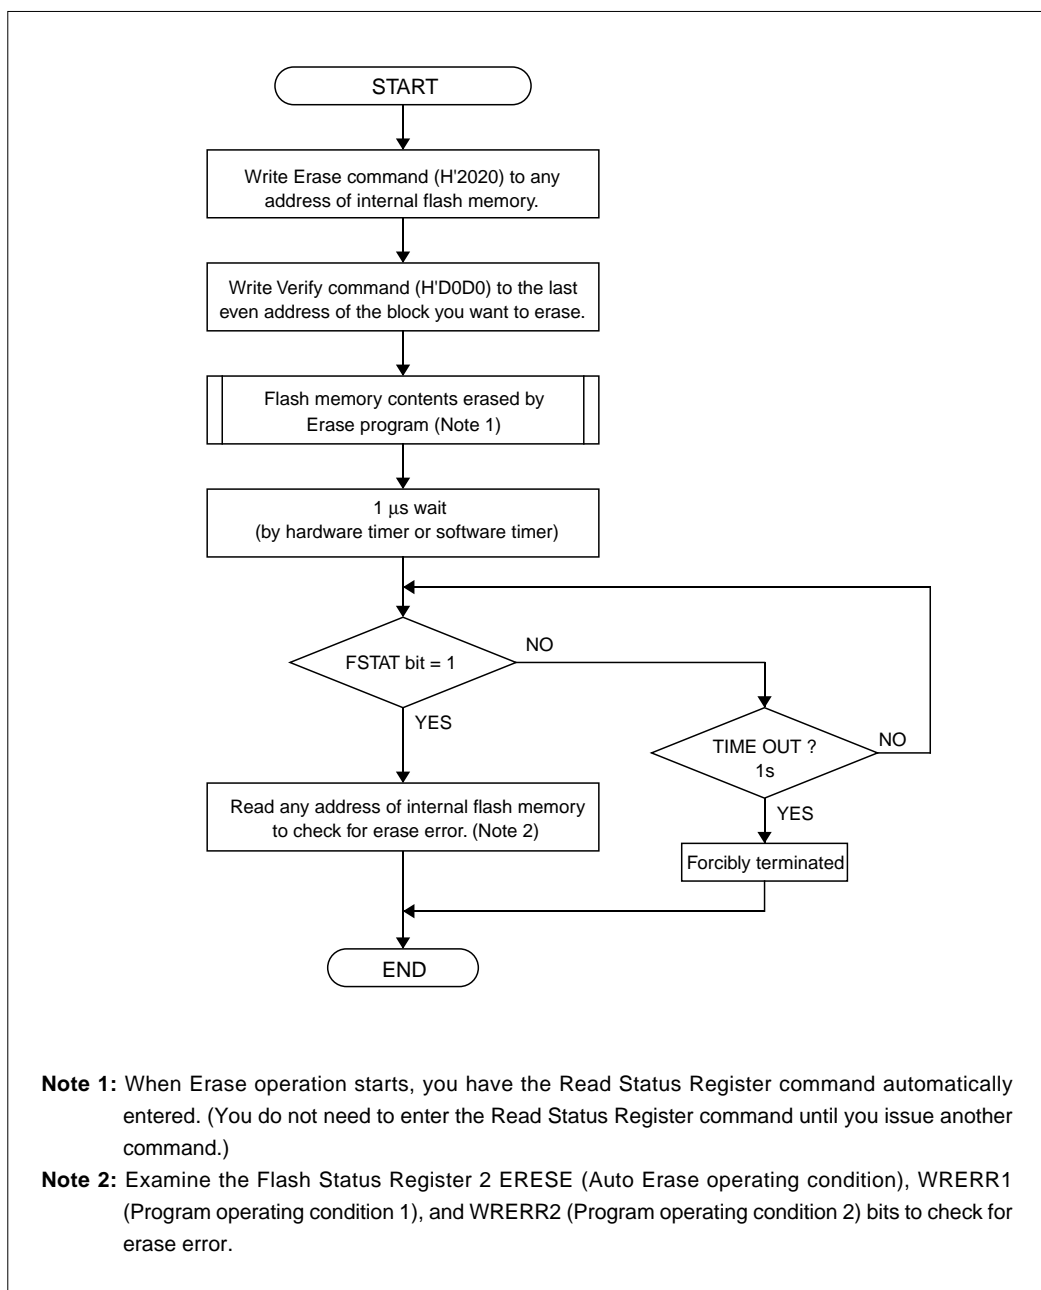 START
Write Erase command (H'2020) to any
address of internal flash memory.
Write Verify command (H'D0D0) to the last
even address of the block you want to erase.
Flash memory contents erased by
Erase program (Note 1)
1 μs wait
(by hardware timer or software timer)
FSTAT bit = 1
NO
YES
TIME OUT ?
1s
NO
YES
Read any address of internal flash memory
to check for erase error. (Note 2)
Forcibly terminated
END
Note 1: When Erase operation starts, you have the Read Status Register command automatically
entered. (You do not need to enter the Read Status Register command until you issue another
command.)
Note 2: Examine the Flash Status Register 2 ERESE (Auto Erase operating condition), WRERR1
(Program operating condition 1), and WRERR2 (Program operating condition 2) bits to check for
erase error.